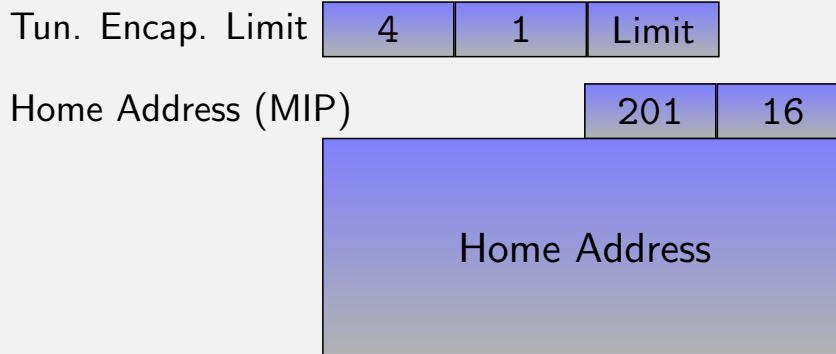 Tun. Encap. Limit 4 1 Limit
Home Address (MIP) 201 16
Home Address